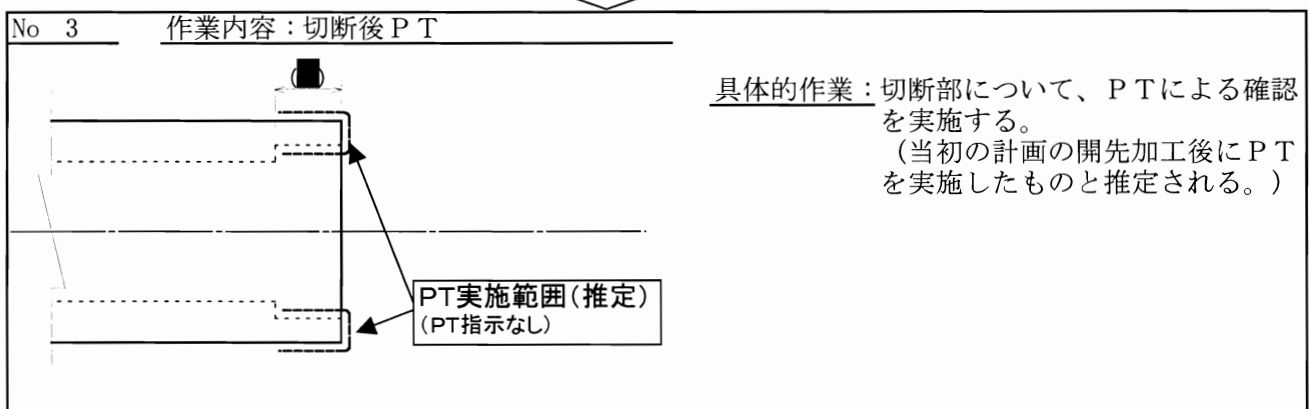 No 3 作業内容：切断後ＰＴ
具体的作業：切断部について、ＰＴによる確認
を実施する。
（当初の計画の開先加工後にＰＴ
を実施したものと推定される。）
PT実施範囲（推定）
（PT指示なし）